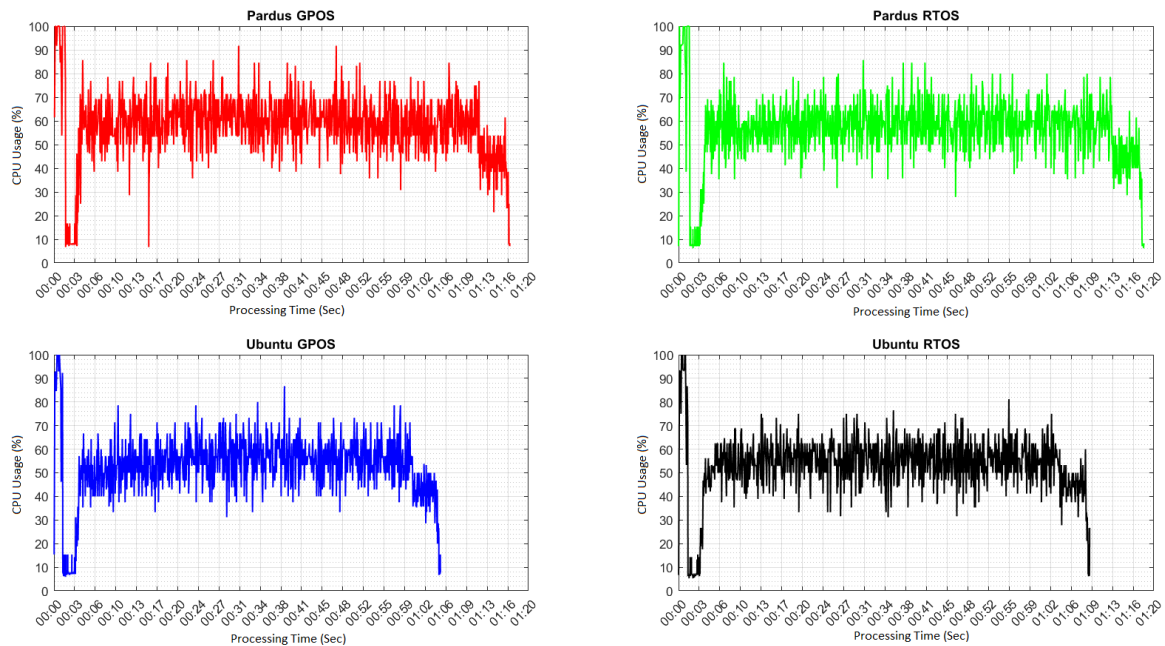 Pardus GPOS
100
90
80
70
60
50
40
30
20
10
0
CPU Usage (%)
00:00 00:03 00:06 00:10 00:13 00:17 00:20 00:24 00:27 00:31 00:34 00:38 00:41 00:45 00:48 00:52 00:55 00:59 01:02 01:06 01:09 01:13 01:16 01:20
Processing Time (Sec)
Pardus RTOS
100
90
80
70
60
50
40
30
20
10
0
CPU Usage (%)
00:00 00:03 00:06 00:10 00:13 00:17 00:20 00:24 00:27 00:31 00:34 00:38 00:41 00:45 00:48 00:52 00:55 00:59 01:02 01:06 01:09 01:13 01:16 01:20
Processing Time (Sec)
Ubuntu GPOS
100
90
80
70
60
50
40
30
20
10
0
CPU Usage (%)
00:00 00:03 00:06 00:10 00:13 00:17 00:20 00:24 00:27 00:31 00:34 00:38 00:41 00:45 00:48 00:52 00:55 00:59 01:02 01:06 01:09 01:13 01:16 01:20
Processing Time (Sec)
Ubuntu RTOS
100
90
80
70
60
50
40
30
20
10
0
CPU Usage (%)
00:00 00:03 00:06 00:10 00:13 00:17 00:20 00:24 00:27 00:31 00:34 00:38 00:41 00:45 00:48 00:52 00:55 00:59 01:02 01:06 01:09 01:13 01:16 01:20
Processing Time (Sec)